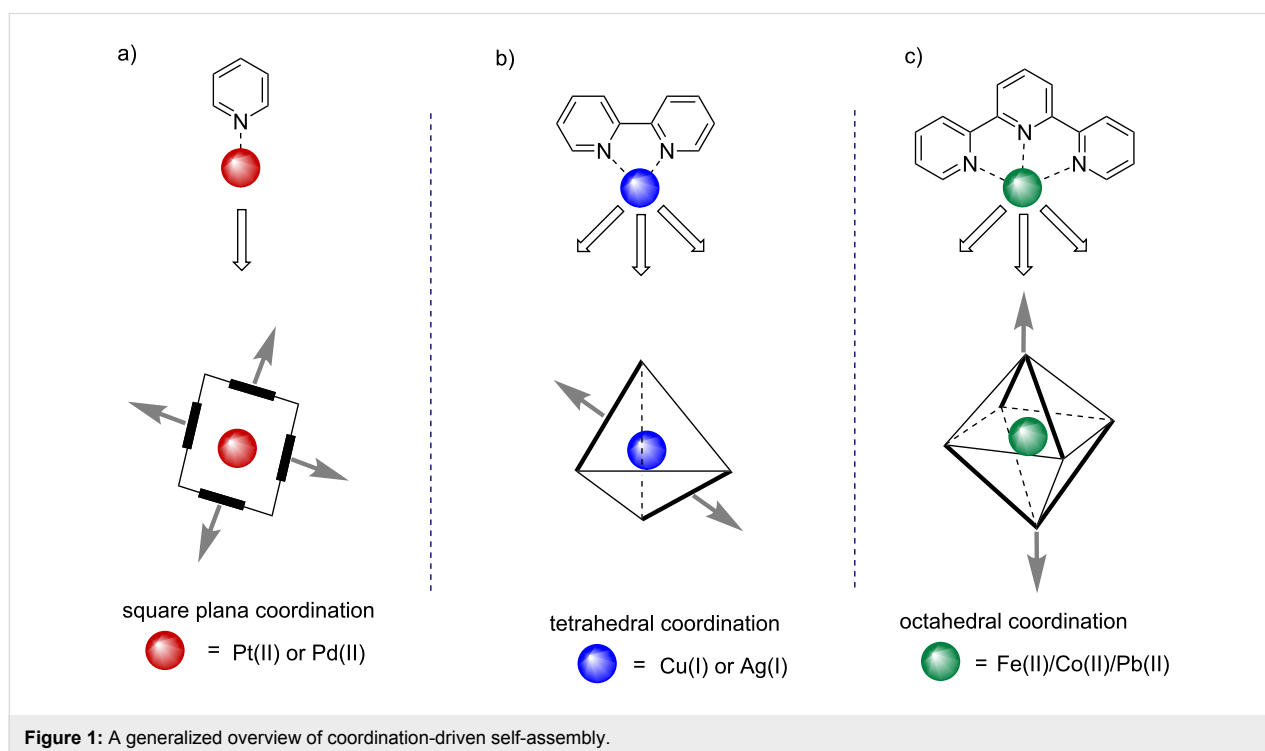 a)
N
square plana coordination
= Pt(II) or Pd(II)
b)
N N
tetrahedral coordination
= Cu(I) or Ag(I)
c)
N N N
octahedral coordination
= Fe(II)/Co(II)/Pb(II)
Figure 1: A generalized overview of coordination-driven self-assembly.